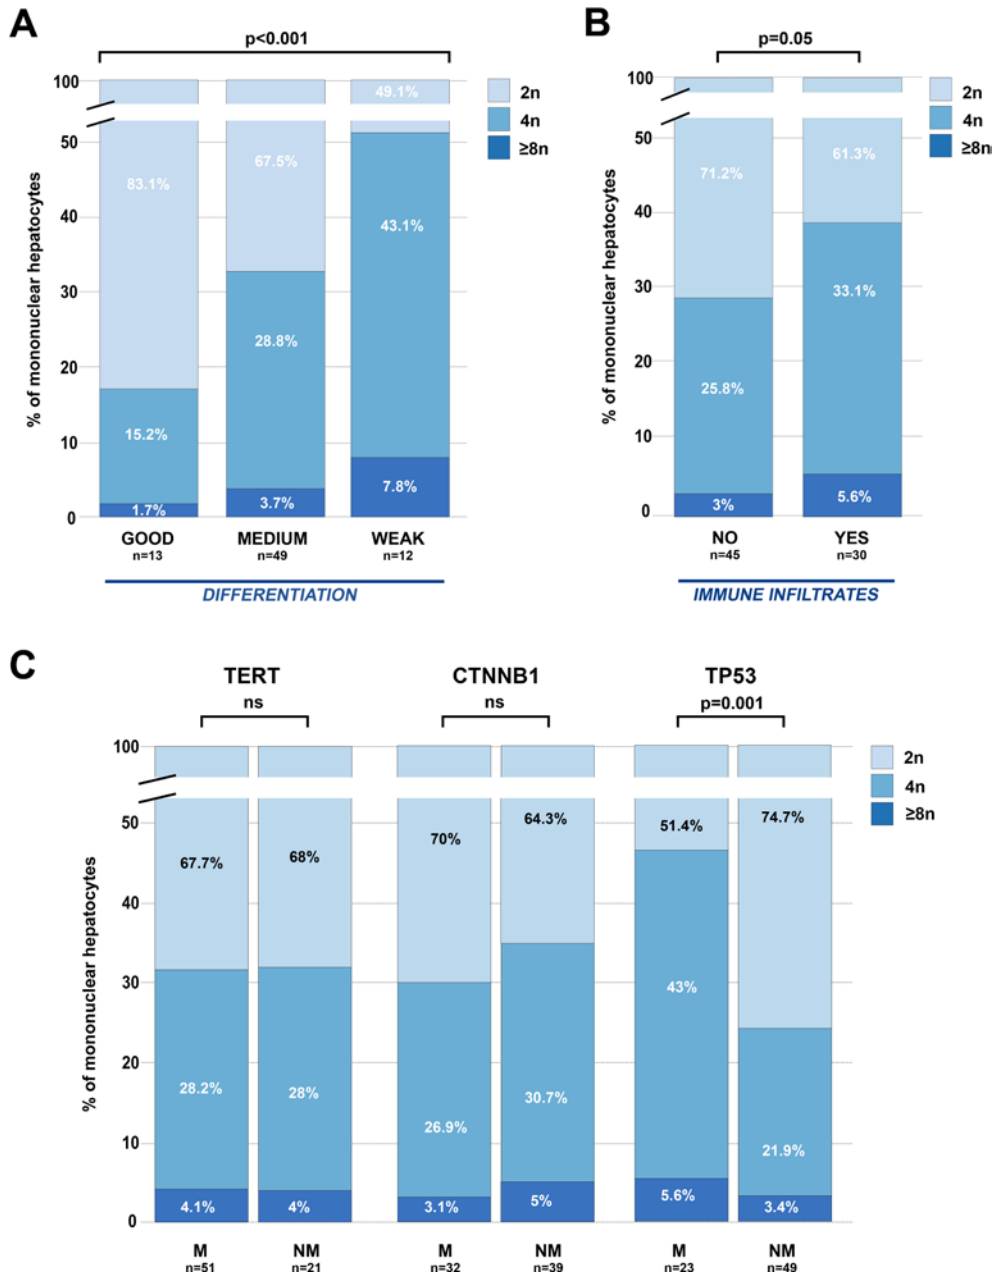 A
p<0.001
% of mononuclear hepatocytes
100
50
40
30
20
10
0
83.1%
15.2%
1.7%
67.5%
28.8%
3.7%
49.1%
43.1%
7.8%
2n
4n
≥8n
GOOD
n=13
MEDIUM
n=49
WEAK
n=12
DIFFERENTIATION
B
p=0.05
% of mononuclear hepatocytes
100
50
40
30
20
10
0
71.2%
25.8%
3%
61.3%
33.1%
5.6%
2n
4n
≥8n
NO
n=45
YES
n=30
IMMUNE INFILTRATES
C
TERT
ns
CTNNB1
ns
TP53
p=0.001
% of mononuclear hepatocytes
100
50
40
30
20
10
0
67.7%
28.2%
4.1%
68%
28%
4%
70%
26.9%
3.1%
64.3%
30.7%
5%
51.4%
43%
5.6%
74.7%
21.9%
3.4%
2n
4n
≥8n
M
n=51
NM
n=21
M
n=32
NM
n=39
M
n=23
NM
n=49